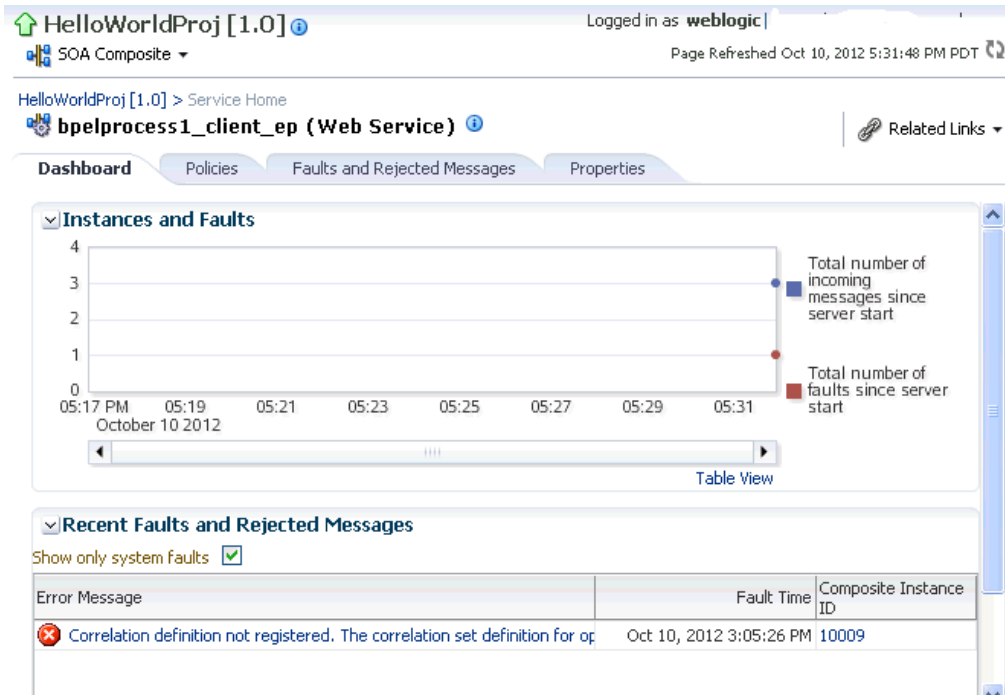 HelloWorldProj [1.0]
Logged in as weblogic|
SOA Composite
Page Refreshed Oct 10, 2012 5:31:48 PM PDT
HelloWorldProj [1.0] > Service Home
bpelprocess1_client_ep (Web Service)
Related Links
Dashboard Policies Faults and Rejected Messages Properties
Instances and Faults
4
3
2
1
0
05:17 PM 05:19 05:21 05:23 05:25 05:27 05:29 05:31
October 10 2012
Total number of
incoming
messages since
server start
Total number of
faults since server
start
Table View
Recent Faults and Rejected Messages
Show only system faults
Error Message Fault Time Composite Instance
ID
Correlation definition not registered. The correlation set definition for op Oct 10, 2012 3:05:26 PM 10009